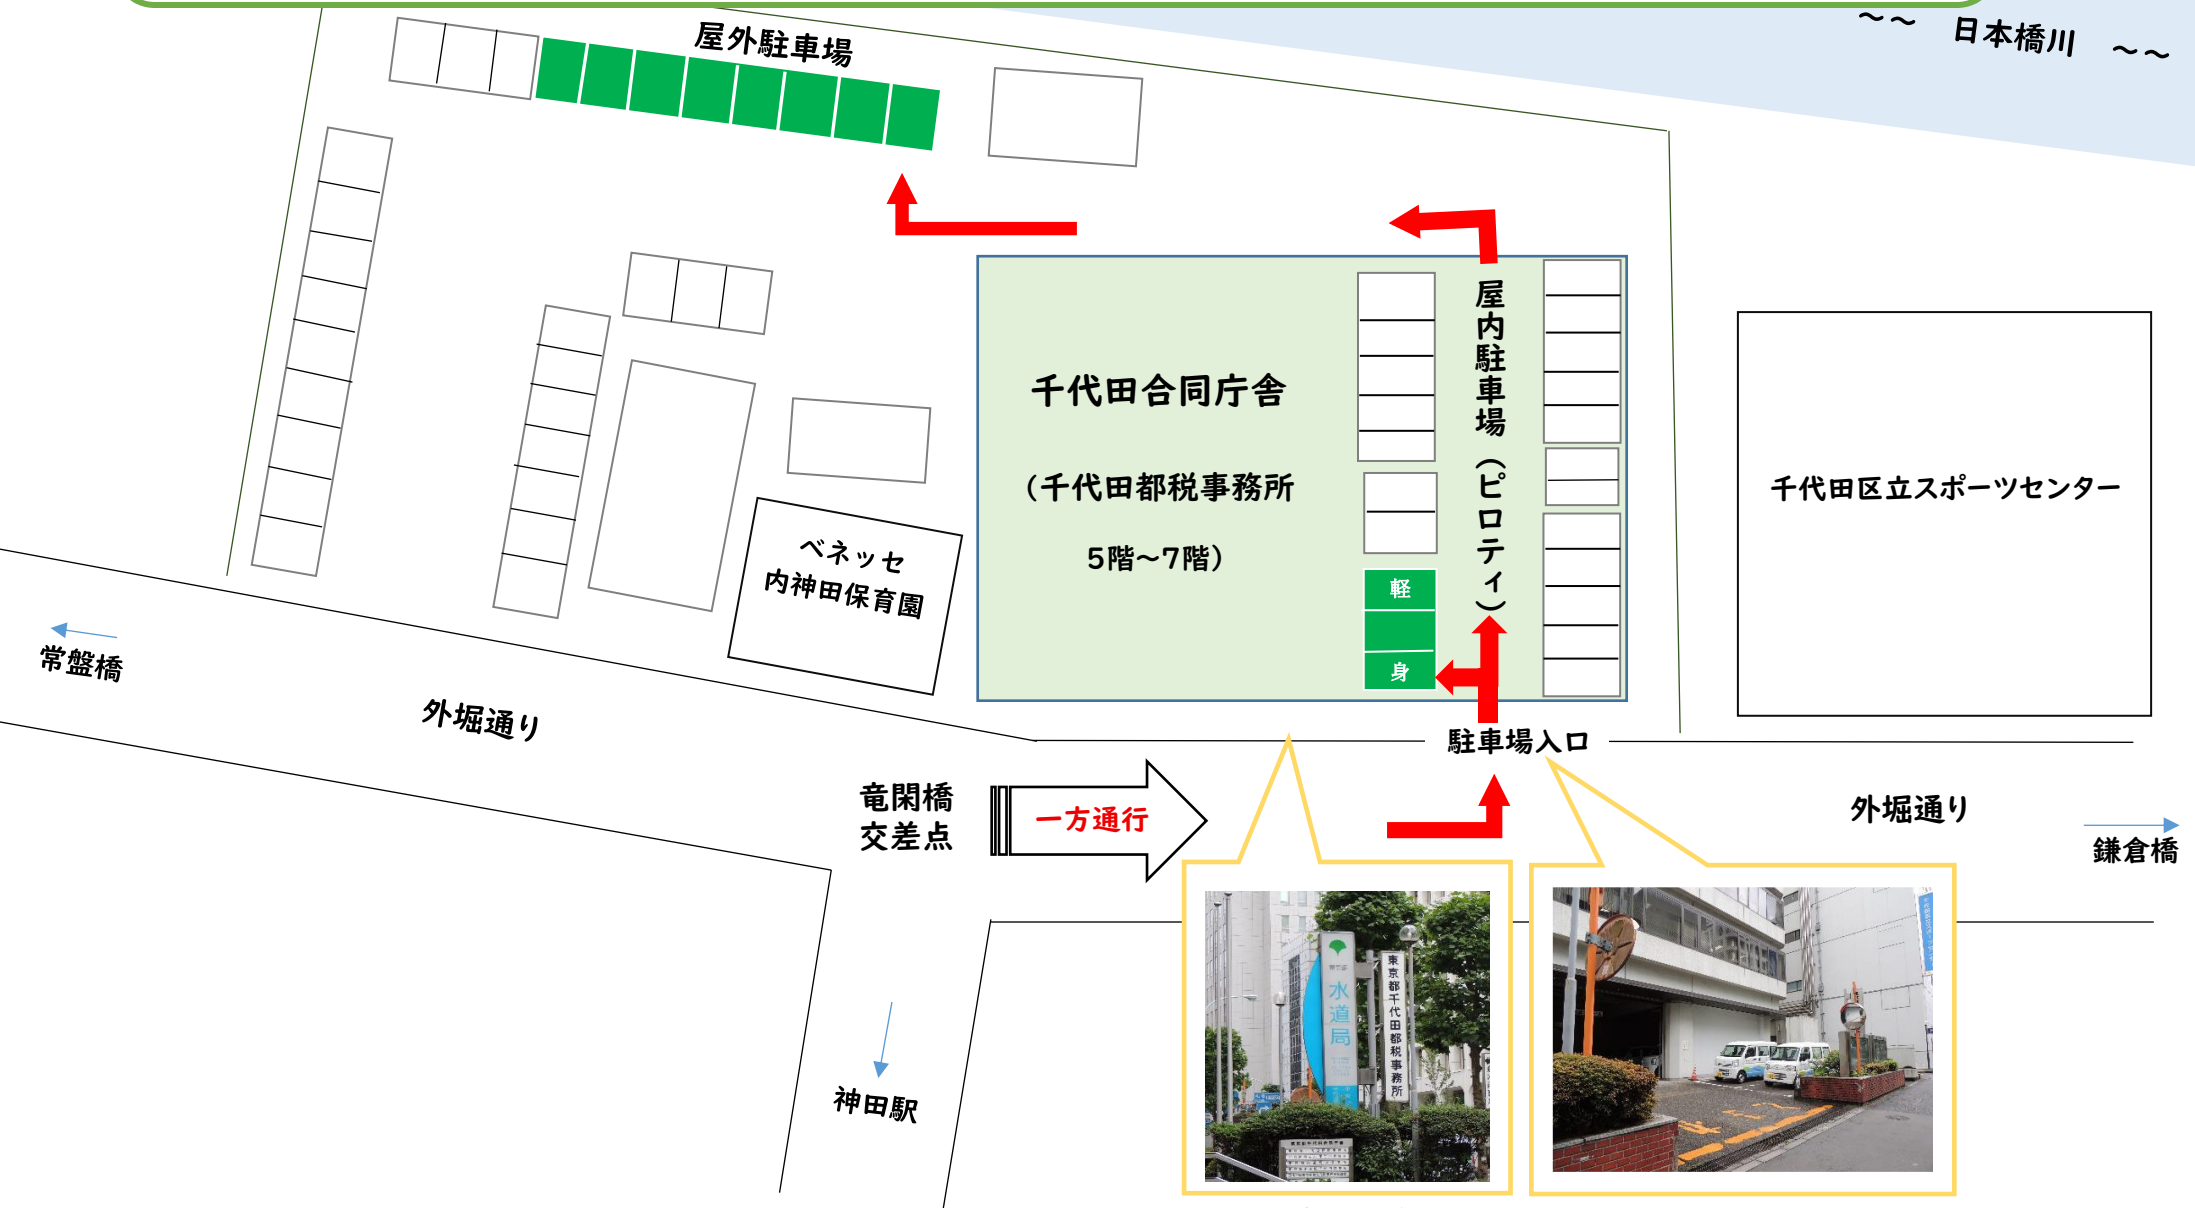 ～～　日本橋川　～～
屋外駐車場
屋内駐車場（ピロティ）
千代田合同庁舎
（千代田都税事務所
5階～7階）
千代田区立スポーツセンター
ベネッセ
内神田保育園
軽
身
常盤橋
外堀通り
駐車場入口
竜閑橋
交差点
一方通行
外堀通り
鎌倉橋
水道局
東京都千代田都税事務所
神田駅